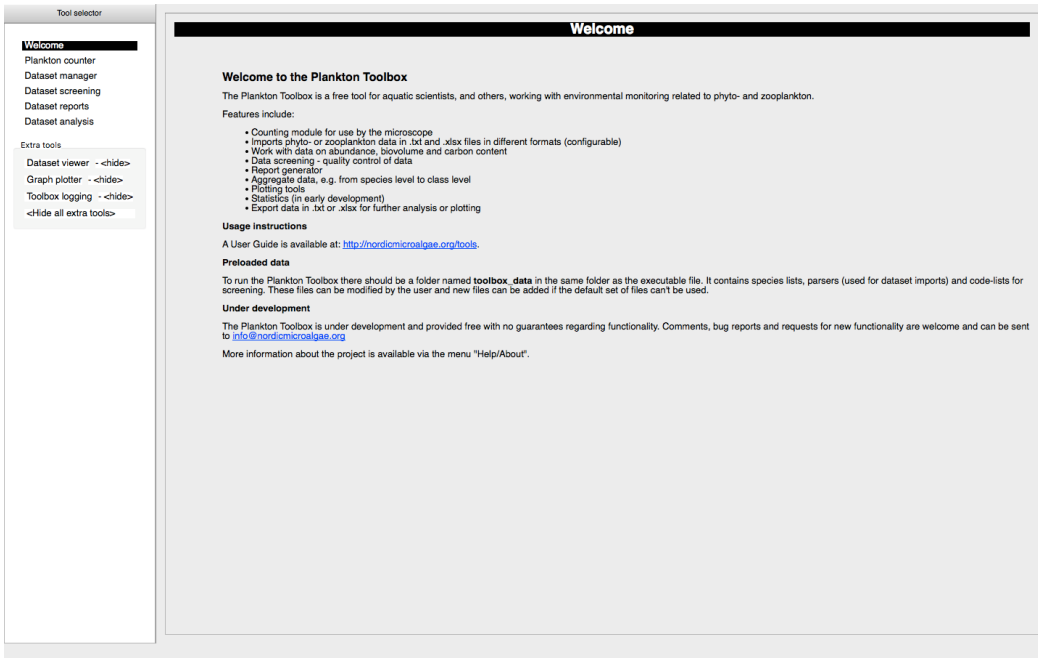 Tool selector
Welcome
Plankton counter
Dataset manager
Dataset screening
Dataset reports
Dataset analysis
Extra tools
Dataset viewer - <hide>
Graph plotter - <hide>
Toolbox logging - <hide>
<Hide all extra tools>
Welcome
Welcome to the Plankton Toolbox
The Plankton Toolbox is a free tool for aquatic scientists, and others, working with environmental monitoring related to phyto- and zooplankton.
Features include:
• Counting module for use by the microscope
• Imports phyto- or zooplankton data in .txt and .xlsx files in different formats (configurable)
• Work with data on abundance, biovolume and carbon content
• Data screening - quality control of data
• Report generator
• Aggregate data, e.g. from species level to class level
• Plotting tools
• Statistics (in early development)
• Export data in .txt or .xlsx for further analysis or plotting
Usage instructions
A User Guide is available at: http://nordicmicroalgae.org/tools.
Preloaded data
To run the Plankton Toolbox there should be a folder named toolbox_data in the same folder as the executable file. It contains species lists, parsers (used for dataset imports) and code-lists for
screening. These files can be modified by the user and new files can be added if the default set of files can't be used.
Under development
The Plankton Toolbox is under development and provided free with no guarantees regarding functionality. Comments, bug reports and requests for new functionality are welcome and can be sent
to info@nordicmicroalgae.org
More information about the project is available via the menu "Help/About".